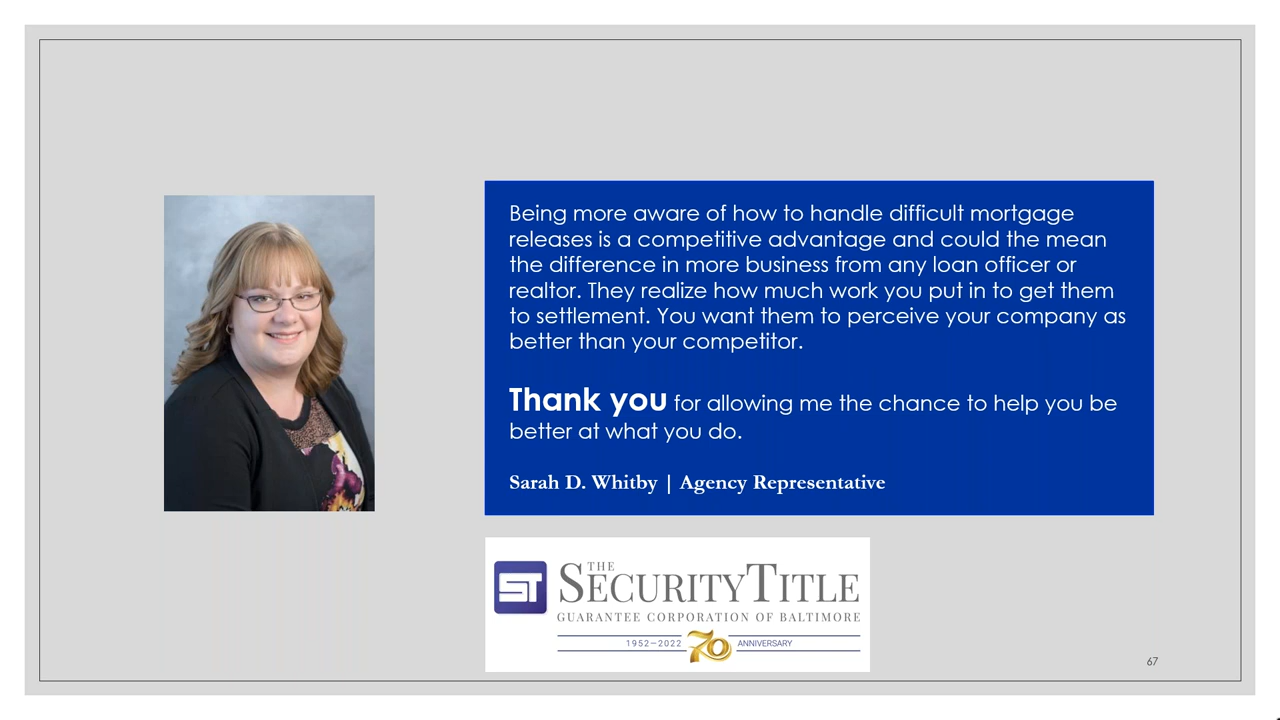 Being more aware of how to handle difficult mortgage
releases is a competitive advantage and could the mean
the difference in more business from any loan officer or
realtor. They realize how much work you put in to get them
to settlement. You want them to perceive your company as
better than your competitor.
Thank you for allowing me the chance to help you be
better at what you do.
Sarah D. Whitby | Agency Representative
ST
THE
SECURITYTITLE
GUARANTEE CORPORATION OF BALTIMORE
1952—2022 70 ANNIVERSARY
67